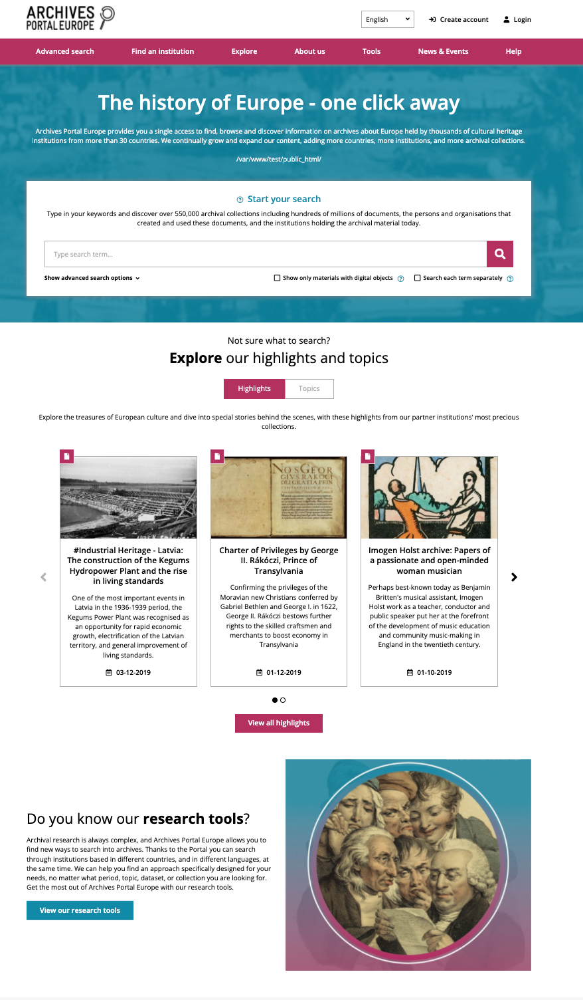 ARCHIVES
PORTAL EUROPE
English
Create account
Login
Advanced search
Find an institution
Explore
About us
Tools
News & Events
Help
The history of Europe - one click away
Archives Portal Europe provides you a single access to find, browse and discover information on archives about Europe held by thousands of cultural heritage
institutions from more than 30 countries. We continually grow and expand our content, adding more countries, more institutions, and more archival collections.
/var/www/test/public_html/
Start your search
Type in your keywords and discover over 550,000 archival collections including hundreds of millions of documents, the persons and organisations that
created and used these documents, and the institutions holding the archival material today.
Type search term...
Show advanced search options
Show only materials with digital objects
Search each term separately
Not sure what to search?
Explore our highlights and topics
Highlights
Topics
Explore the treasures of European culture and dive into special stories behind the scenes, with these highlights from our partner institutions' most precious
collections.
#Industrial Heritage - Latvia:
The construction of the Kegums
Hydropower Plant and the rise
in living standards
One of the most important events in
Latvia in the 1936-1939 period, the
Kegums Power Plant was recognised as
an opportunity for rapid economic
growth, electrification of the Latvian
territory, and general improvement of
living standards.
03-12-2019
NOS GEOR
GIVS RAKOCI
DEI GRATIA PRIN
Charter of Privileges by George
II. Rákóczi, Prince of
Transylvania
Confirming the privileges of the
Moravian new Christians conferred by
Gabriel Bethlen and George I. in 1622,
George II. Rákóczi bestows further
rights to the skilled craftsmen and
merchants to boost economy in
Transylvania
01-12-2019
Imogen Holst archive: Papers of
a passionate and open-minded
woman musician
Perhaps best-known today as Benjamin
Britten's musical assistant, Imogen
Holst work as a teacher, conductor and
public speaker put her at the forefront
of the development of music education
and community music-making in
England in the twentieth century.
01-10-2019
View all highlights
Do you know our research tools?
Archival research is always complex, and Archives Portal Europe allows you to
find new ways to search into archives. Thanks to the Portal you can search
through institutions based in different countries, and in different languages, at
the same time. We can help you find an approach specifically designed for your
needs, no matter what period, topic, dataset, or collection you are looking for.
Get the most out of Archives Portal Europe with our research tools.
View our research tools